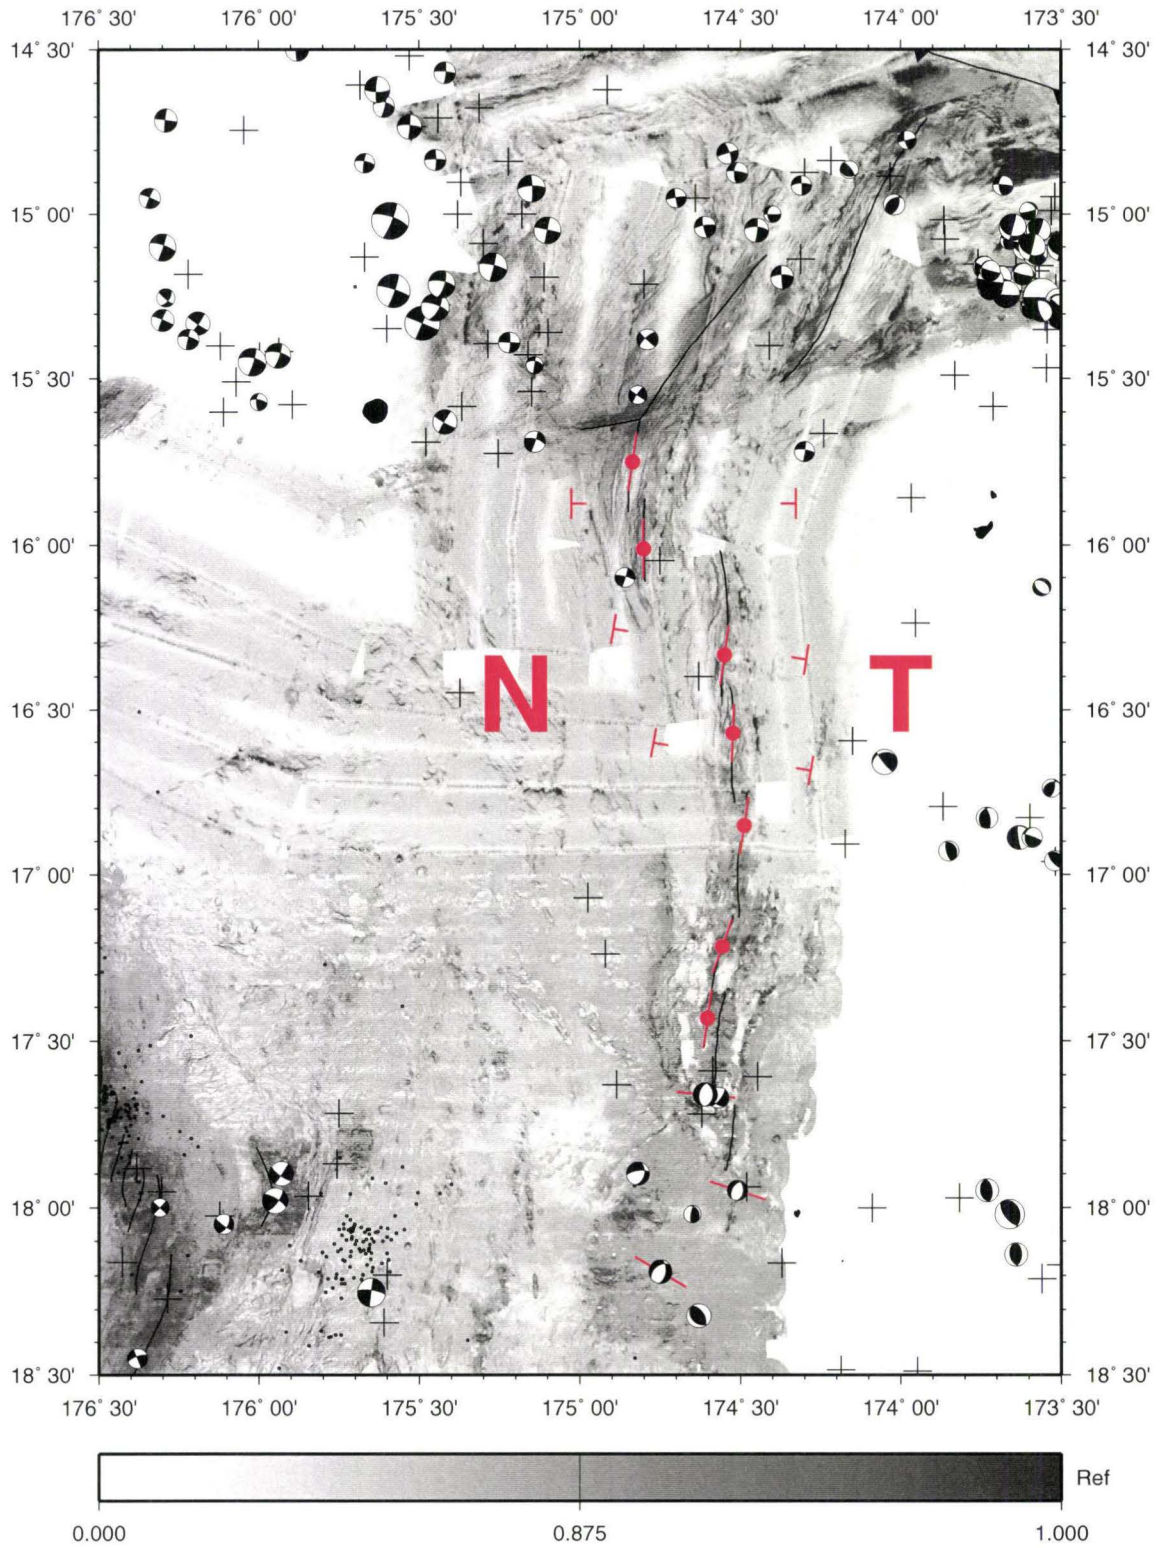 176˚ 30' 176˚ 00' 175˚ 30' 175˚ 00' 174˚ 30' 174˚ 00' 173˚ 30'
14˚ 30' 14˚ 30'
15˚ 00' 15˚ 00'
15˚ 30' 15˚ 30'
16˚ 00' 16˚ 00'
N T
16˚ 30' 16˚ 30'
17˚ 00' 17˚ 00'
17˚ 30' 17˚ 30'
18˚ 00' 18˚ 00'
18˚ 30' 18˚ 30'
176˚ 30' 176˚ 00' 175˚ 30' 175˚ 00' 174˚ 30' 174˚ 00' 173˚ 30'
Ref
0.000 0.875 1.000